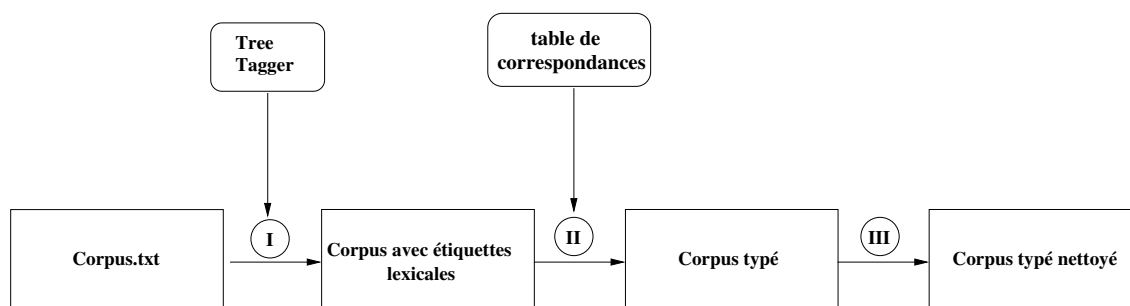 Tree
Tagger
table de
correspondances
I
II
III
Corpus.txt
Corpus avec étiquettes
lexicales
Corpus typé
Corpus typé nettoyé